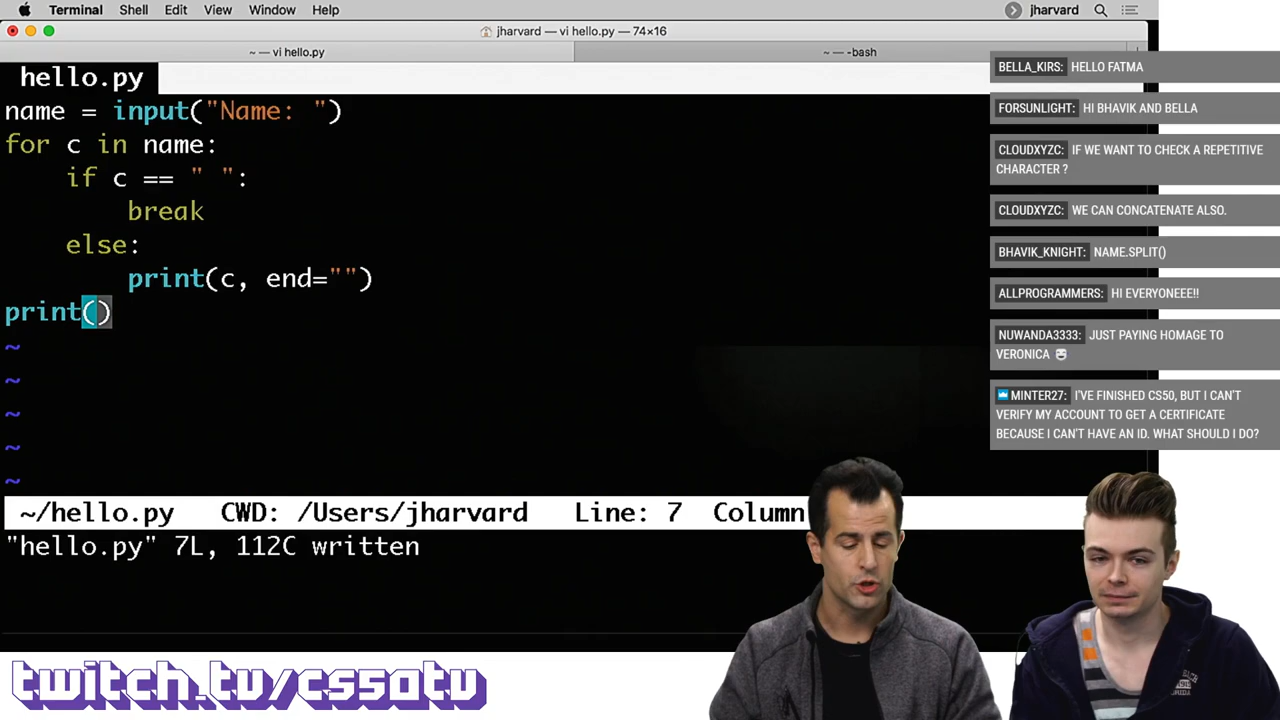 Terminal Shell Edit View Window Help jharvard
jharvard — vi hello.py — 74×16
~ — vi hello.py ~ — -bash
hello.py
name = input("Name: ")
for c in name:
if c == " ":
break
else:
print(c, end="")
print()
~
~
~
~
~
~/hello.py CWD: /Users/jharvard Line: 7 Column
"hello.py" 7L, 112C written
BELLA_KIRS: HELLO FATMA
FORSUNLIGHT: HI BHAVIK AND BELLA
CLOUDXYZC: IF WE WANT TO CHECK A REPETITIVE
CHARACTER ?
CLOUDXYZC: WE CAN CONCATENATE ALSO.
BHAVIK_KNIGHT: NAME.SPLIT()
ALLPROGRAMMERS: HI EVERYONEEE!!
NUWANDA3333: JUST PAYING HOMAGE TO
VERONICA
MINTER27: I'VE FINISHED CS50, BUT I CAN'T
VERIFY MY ACCOUNT TO GET A CERTIFICATE
BECAUSE I CAN'T HAVE AN ID. WHAT SHOULD I DO?
twitch.tv/cs50tv